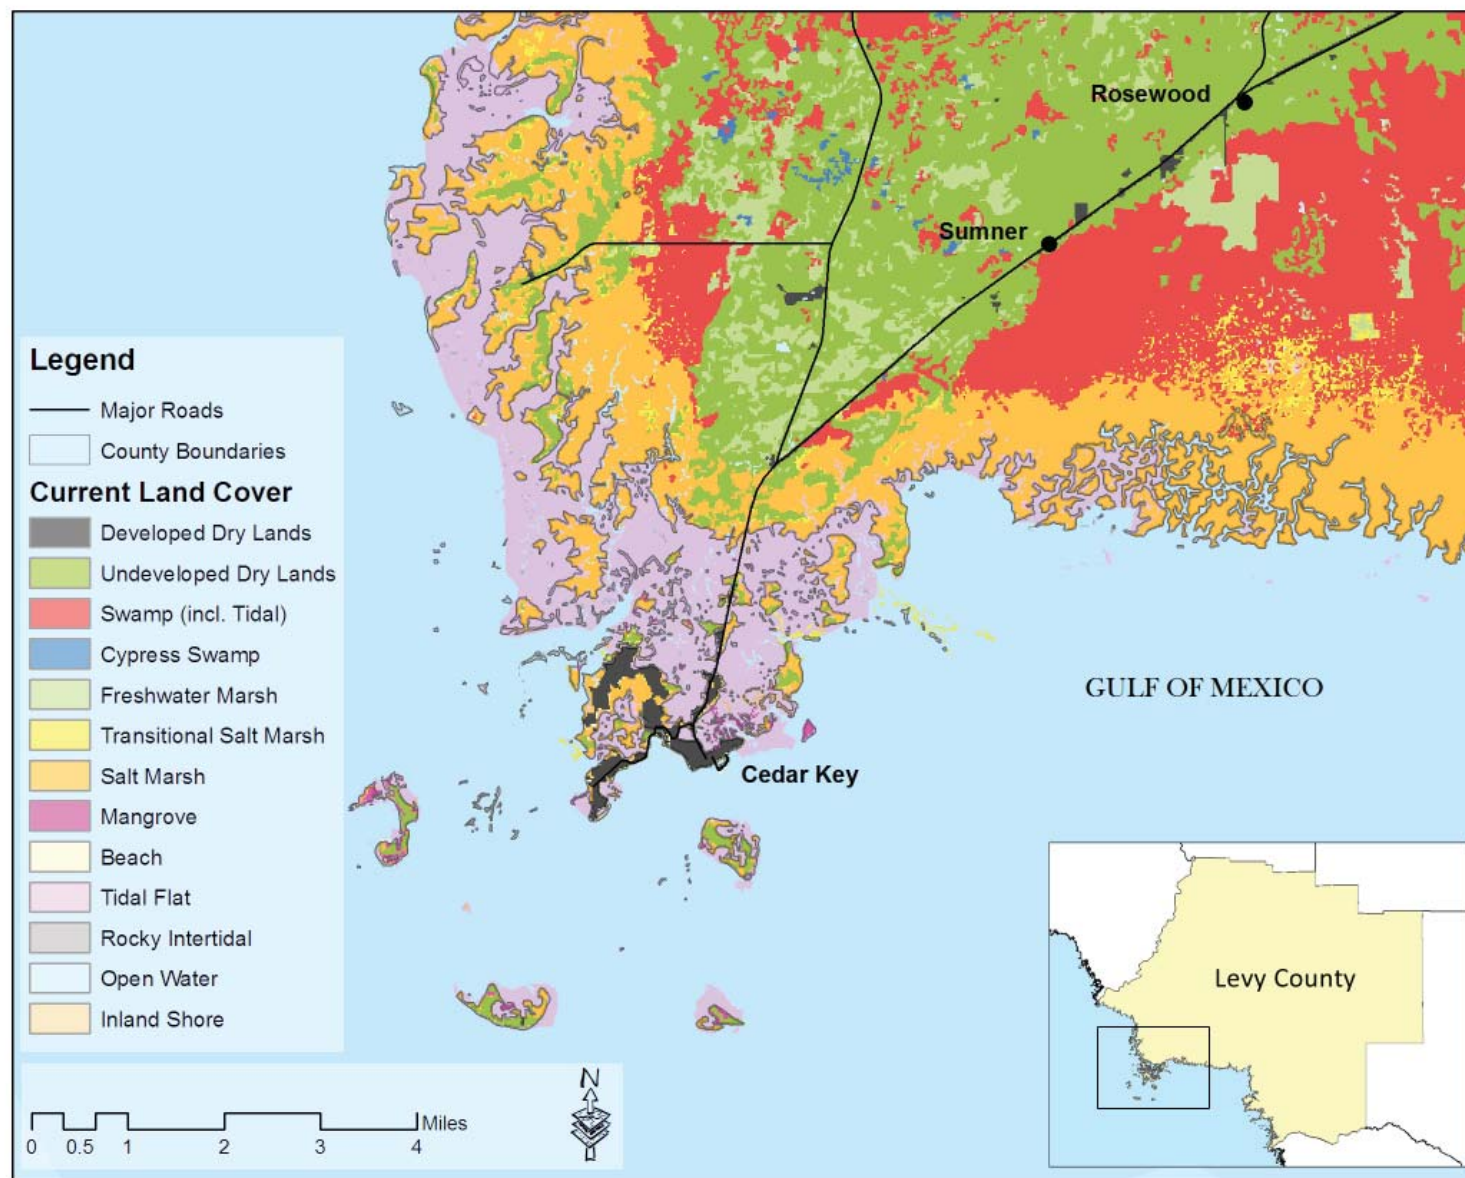 Rosewood
Sumner
Legend
Major Roads
County Boundaries
Current Land Cover
Developed Dry Lands
Undeveloped Dry Lands
Swamp (incl. Tidal)
Cypress Swamp
Freshwater Marsh
Transitional Salt Marsh
Salt Marsh
Mangrove
Beach
Tidal Flat
Rocky Intertidal
Open Water
Inland Shore
GULF OF MEXICO
Cedar Key
Levy County
N
Miles
0 0.5 1 2 3 4